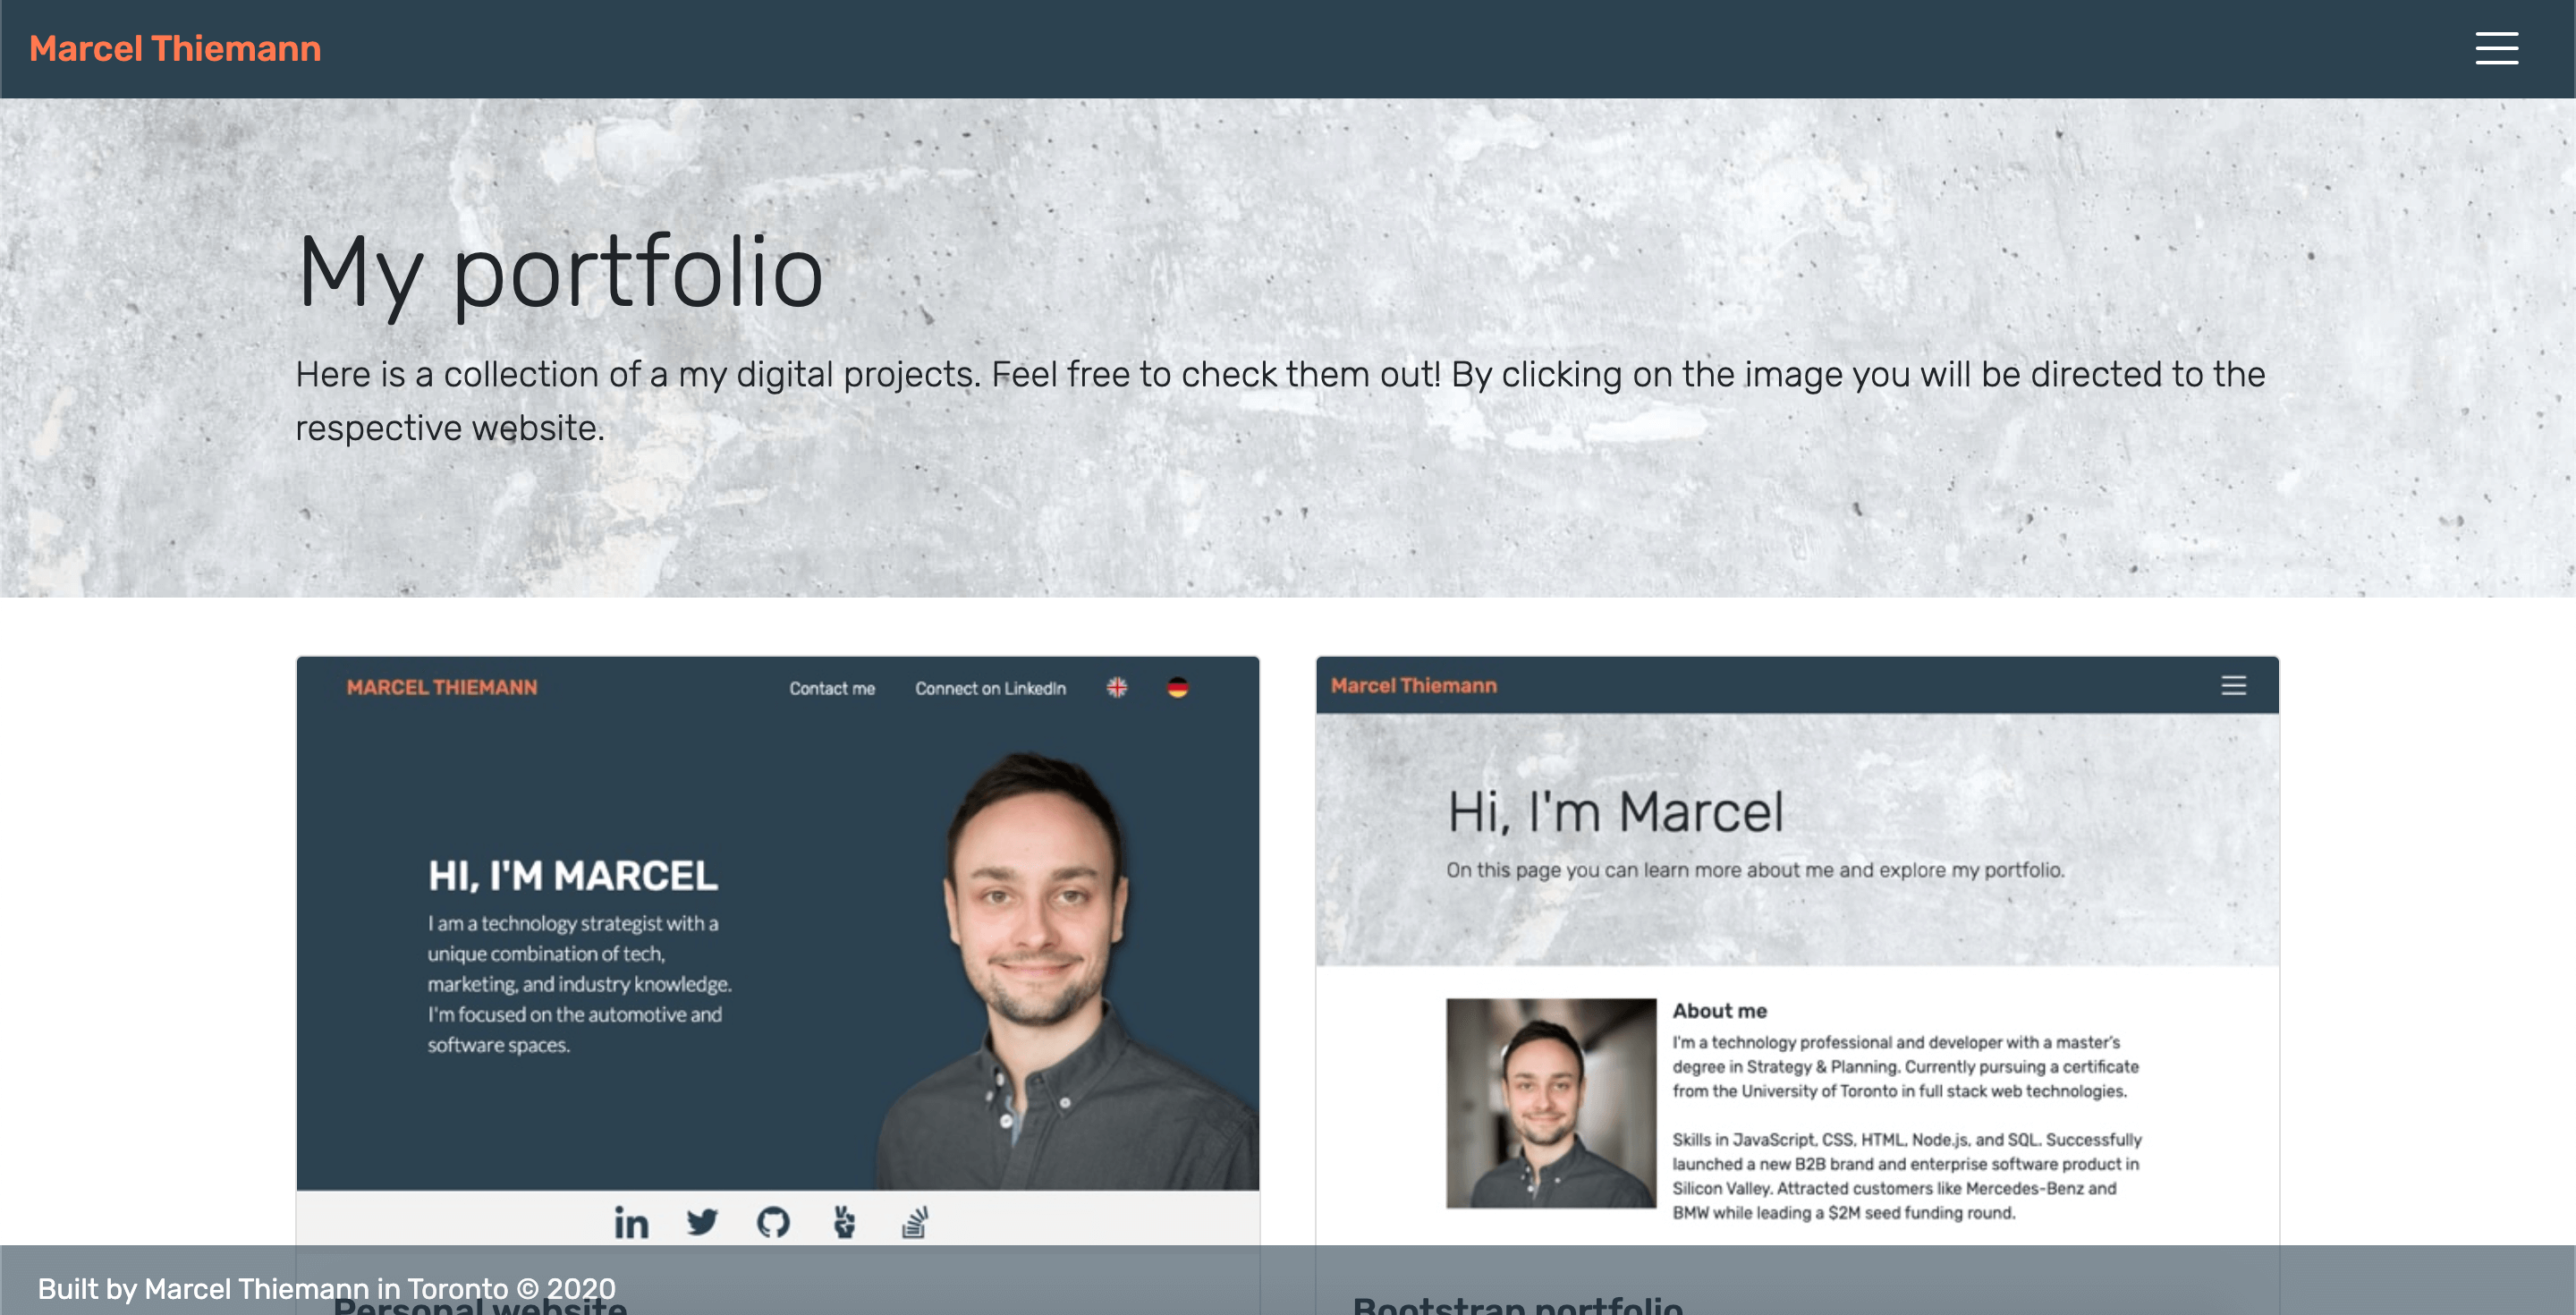 Marcel Thiemann
My portfolio
Here is a collection of a my digital projects. Feel free to check them out! By clicking on the image you will be directed to the
respective website.
MARCEL THIEMANN
Contact me
Connect on LinkedIn
HI, I'M MARCEL
I am a technology strategist with a
unique combination of tech,
marketing, and industry knowledge.
I'm focused on the automotive and
software spaces.
in
Marcel Thiemann
Hi, I'm Marcel
On this page you can learn more about me and explore my portfolio.
About me
I'm a technology professional and developer with a master's
degree in Strategy & Planning. Currently pursuing a certificate
from the University of Toronto in full stack web technologies.
Skills in JavaScript, CSS, HTML, Node.js, and SQL. Successfully
launched a new B2B brand and enterprise software product in
Silicon Valley. Attracted customers like Mercedes-Benz and
BMW while leading a $2M seed funding round.
Built by Marcel Thiemann in Toronto © 2020
Personal website
Bootstrap portfolio